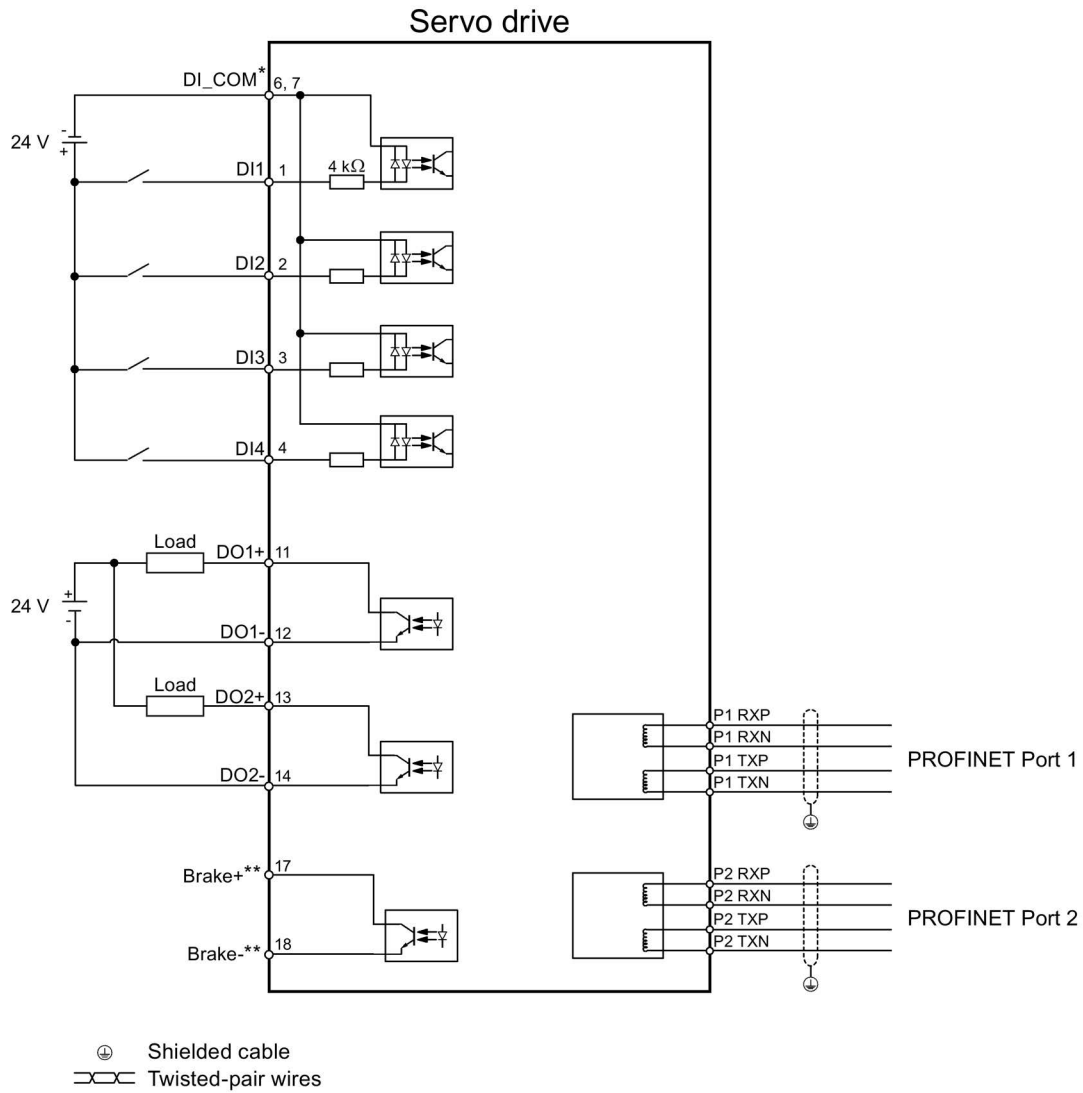 Servo drive
DI_COM*
6, 7
24 V
-
+
DI1
1
4 kΩ
DI2
2
DI3
3
DI4
4
Load
DO1+
11
24 V
+
-
DO1-
12
Load
DO2+
13
DO2-
14
P1 RXP
P1 RXN
P1 TXP
P1 TXN
PROFINET Port 1
Brake+**
17
Brake-**
18
P2 RXP
P2 RXN
P2 TXP
P2 TXN
PROFINET Port 2
Shielded cable
Twisted-pair wires